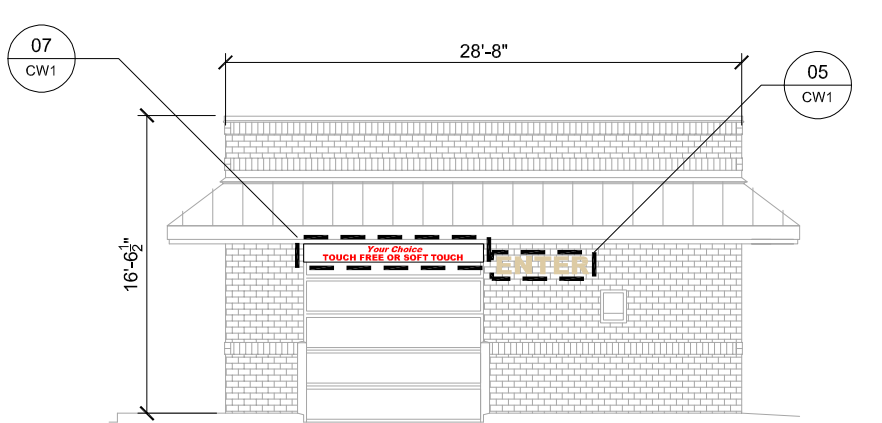 07
CW1
28'-8"
05
CW1
16'-6½"
Your Choice
TOUCH FREE OR SOFT TOUCH
ENTER